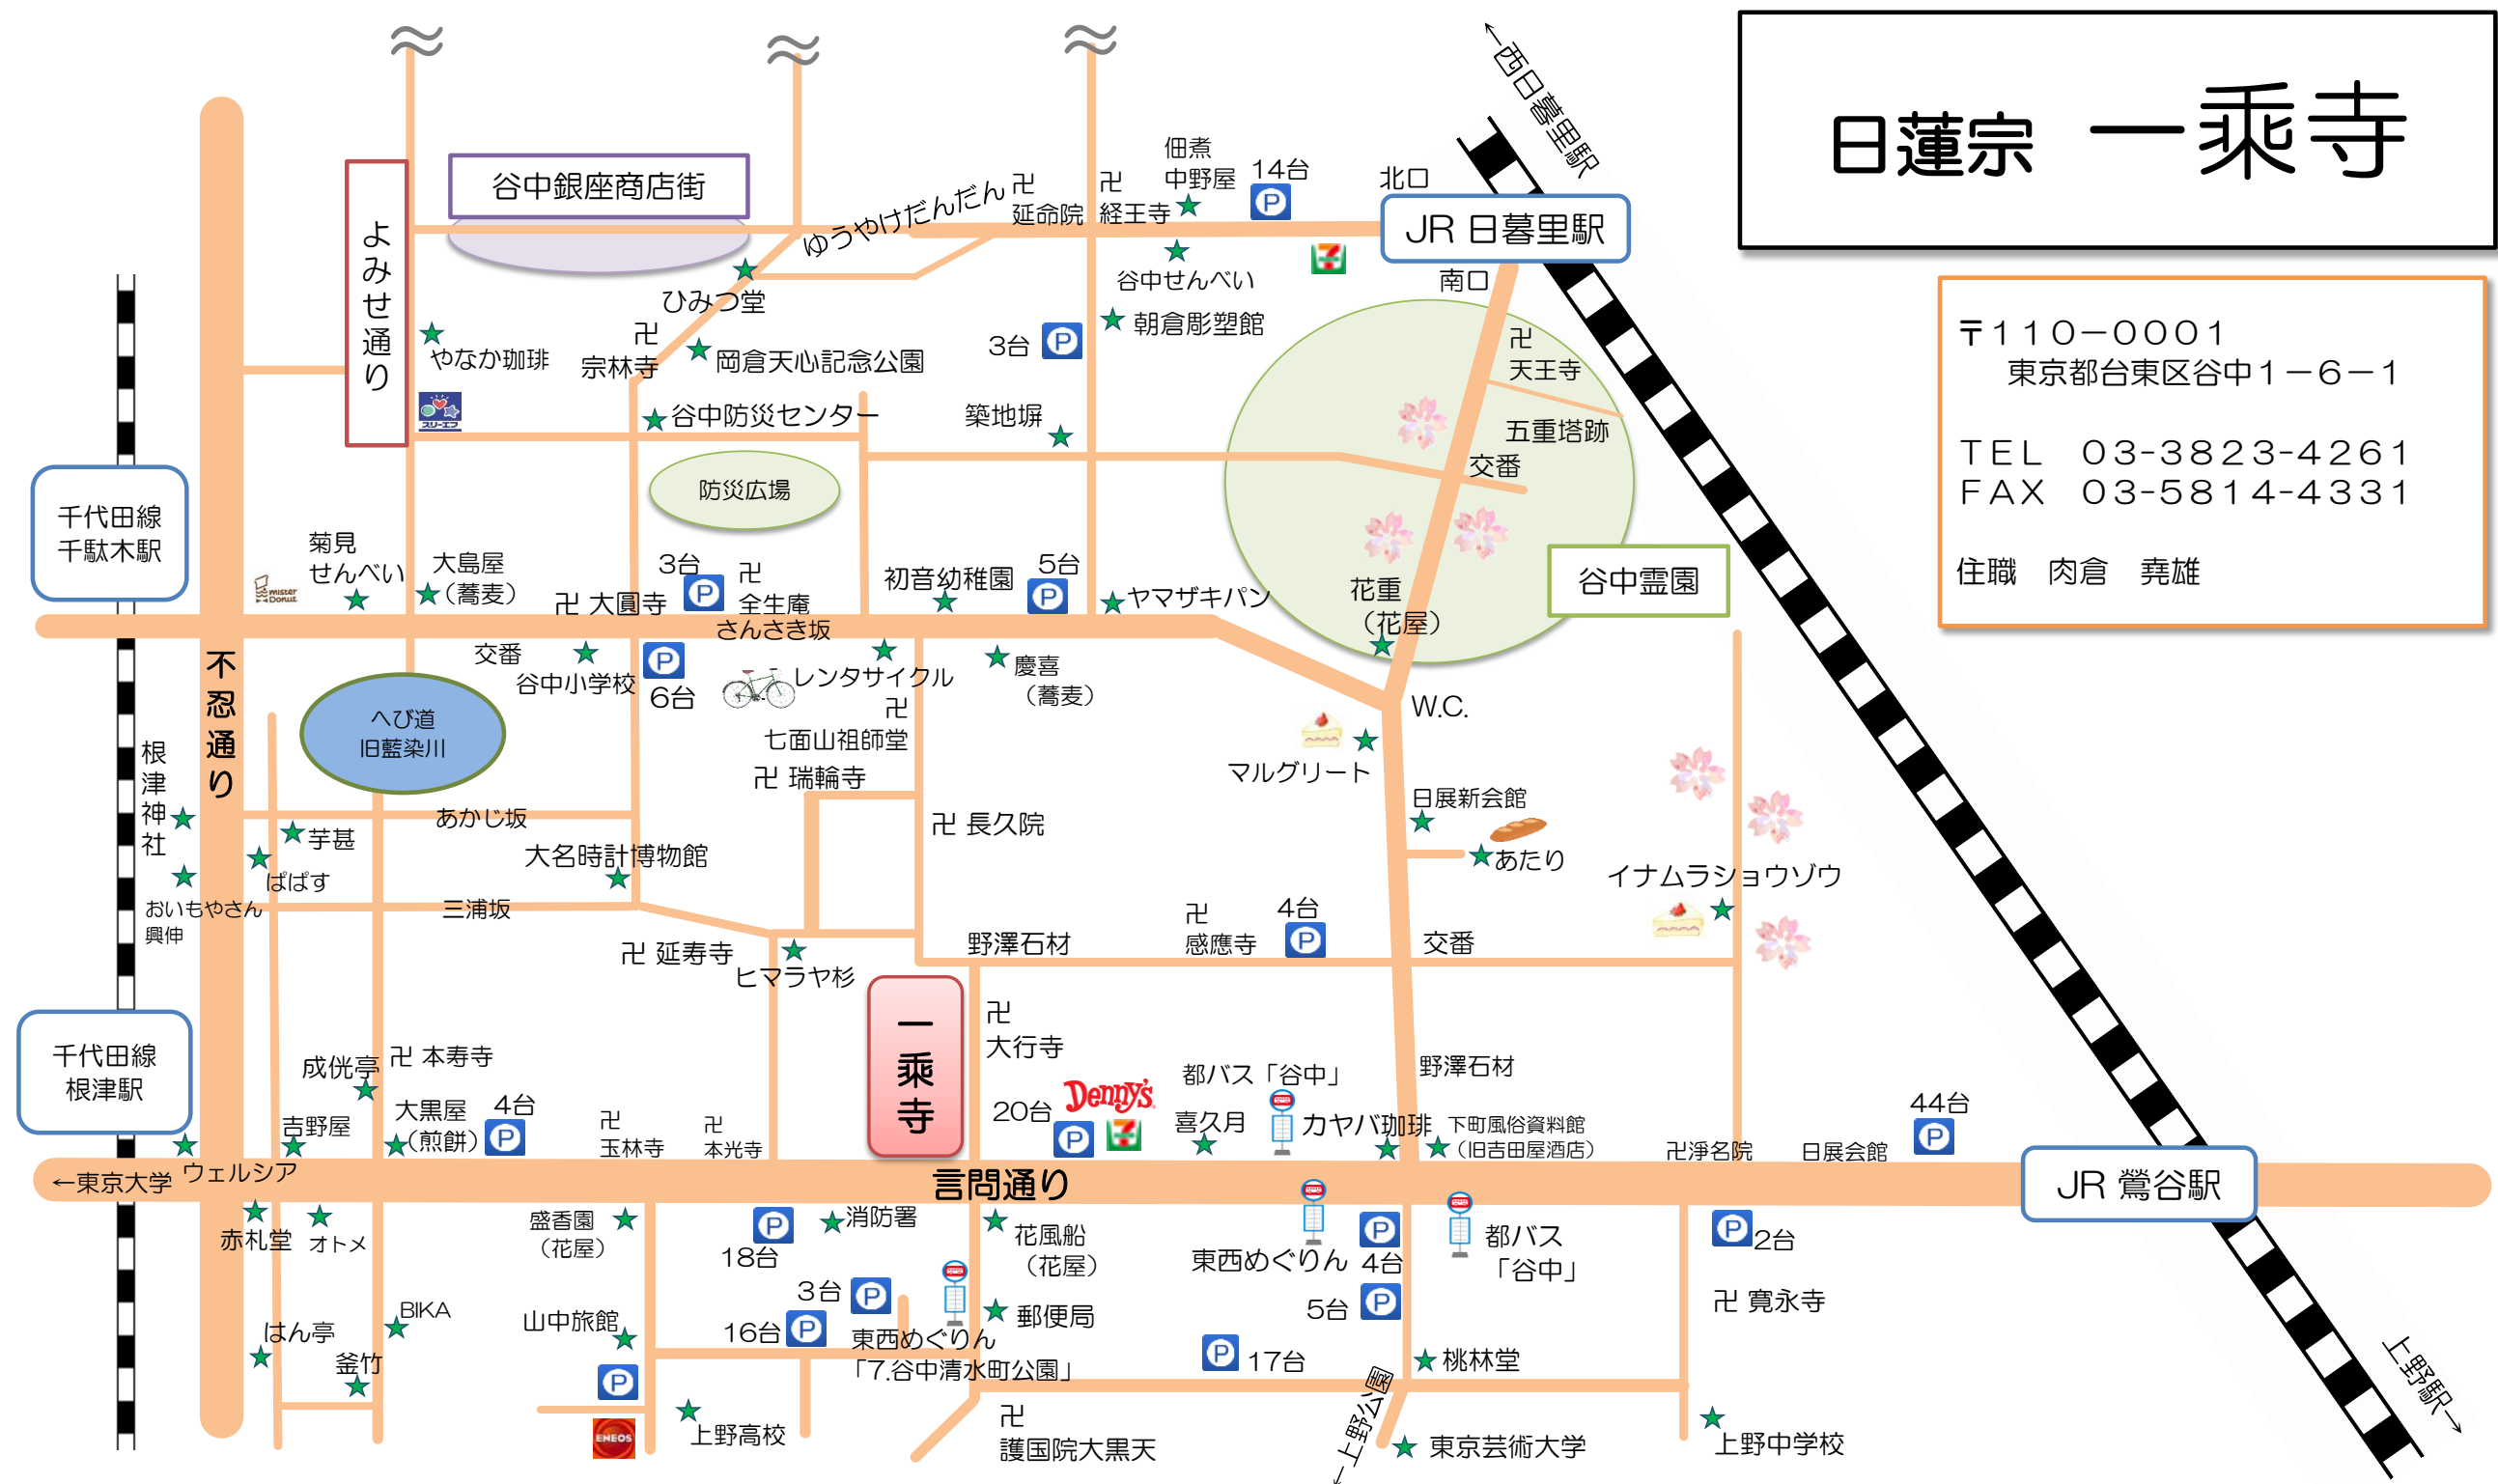 日蓮宗 一乘寺
〒110-0001
東京都台東区谷中1-6-1
TEL 03-3823-4261
FAX 03-5814-4331
住職 肉倉 堯雄
←西日暮里駅
北口
JR 日暮里駅
南口
佃煮
中野屋
14台
卍
延命院
卍
経王寺
ゆうやけだんだん
谷中銀座商店街
よみせ通り
谷中せんべい
朝倉彫塑館
ひみつ堂
卍
宗林寺
岡倉天心記念公園
3台
やなか珈琲
スリーエフ
谷中防災センター
築地塀
卍
天王寺
五重塔跡
交番
防災広場
千代田線
千駄木駅
菊見
せんべい
mister
Donut
大島屋
（蕎麦）
卍 大圓寺
3台
卍
全生庵
さんさき坂
初音幼稚園
5台
ヤマザキパン
花重
（花屋）
谷中霊園
交番
谷中小学校
6台
レンタサイクル
慶喜
（蕎麦）
不忍通り
へび道
旧藍染川
卍
七面山祖師堂
卍 瑞輪寺
W.C.
マルグリート
根津神社
あかじ坂
芋甚
ぱぱす
卍 長久院
日展新会館
あたり
大名時計博物館
イナムラショウゾウ
おいもやさん
興伸
三浦坂
卍 延寿寺
ヒマラヤ杉
野澤石材
卍
感應寺
4台
交番
一乘寺
卍
大行寺
千代田線
根津駅
成侊亭
卍 本寿寺
吉野屋
大黒屋
（煎餅）
4台
卍
玉林寺
卍
本光寺
20台
Denny's
都バス「谷中」
喜久月
カヤバ珈琲
野澤石材
下町風俗資料館
（旧吉田屋酒店）
卍淨名院
日展会館
44台
JR 鶯谷駅
←東京大学
ウェルシア
言問通り
赤札堂
オトメ
盛香園
（花屋）
18台
消防署
花風船
（花屋）
東西めぐりん
4台
都バス
「谷中」
2台
はん亭
BIKA
釜竹
山中旅館
3台
16台
東西めぐりん
「7.谷中清水町公園」
郵便局
5台
17台
桃林堂
卍 寛永寺
ENEOS
上野高校
卍
護国院大黒天
←上野公園
東京芸術大学
上野中学校
上野駅→